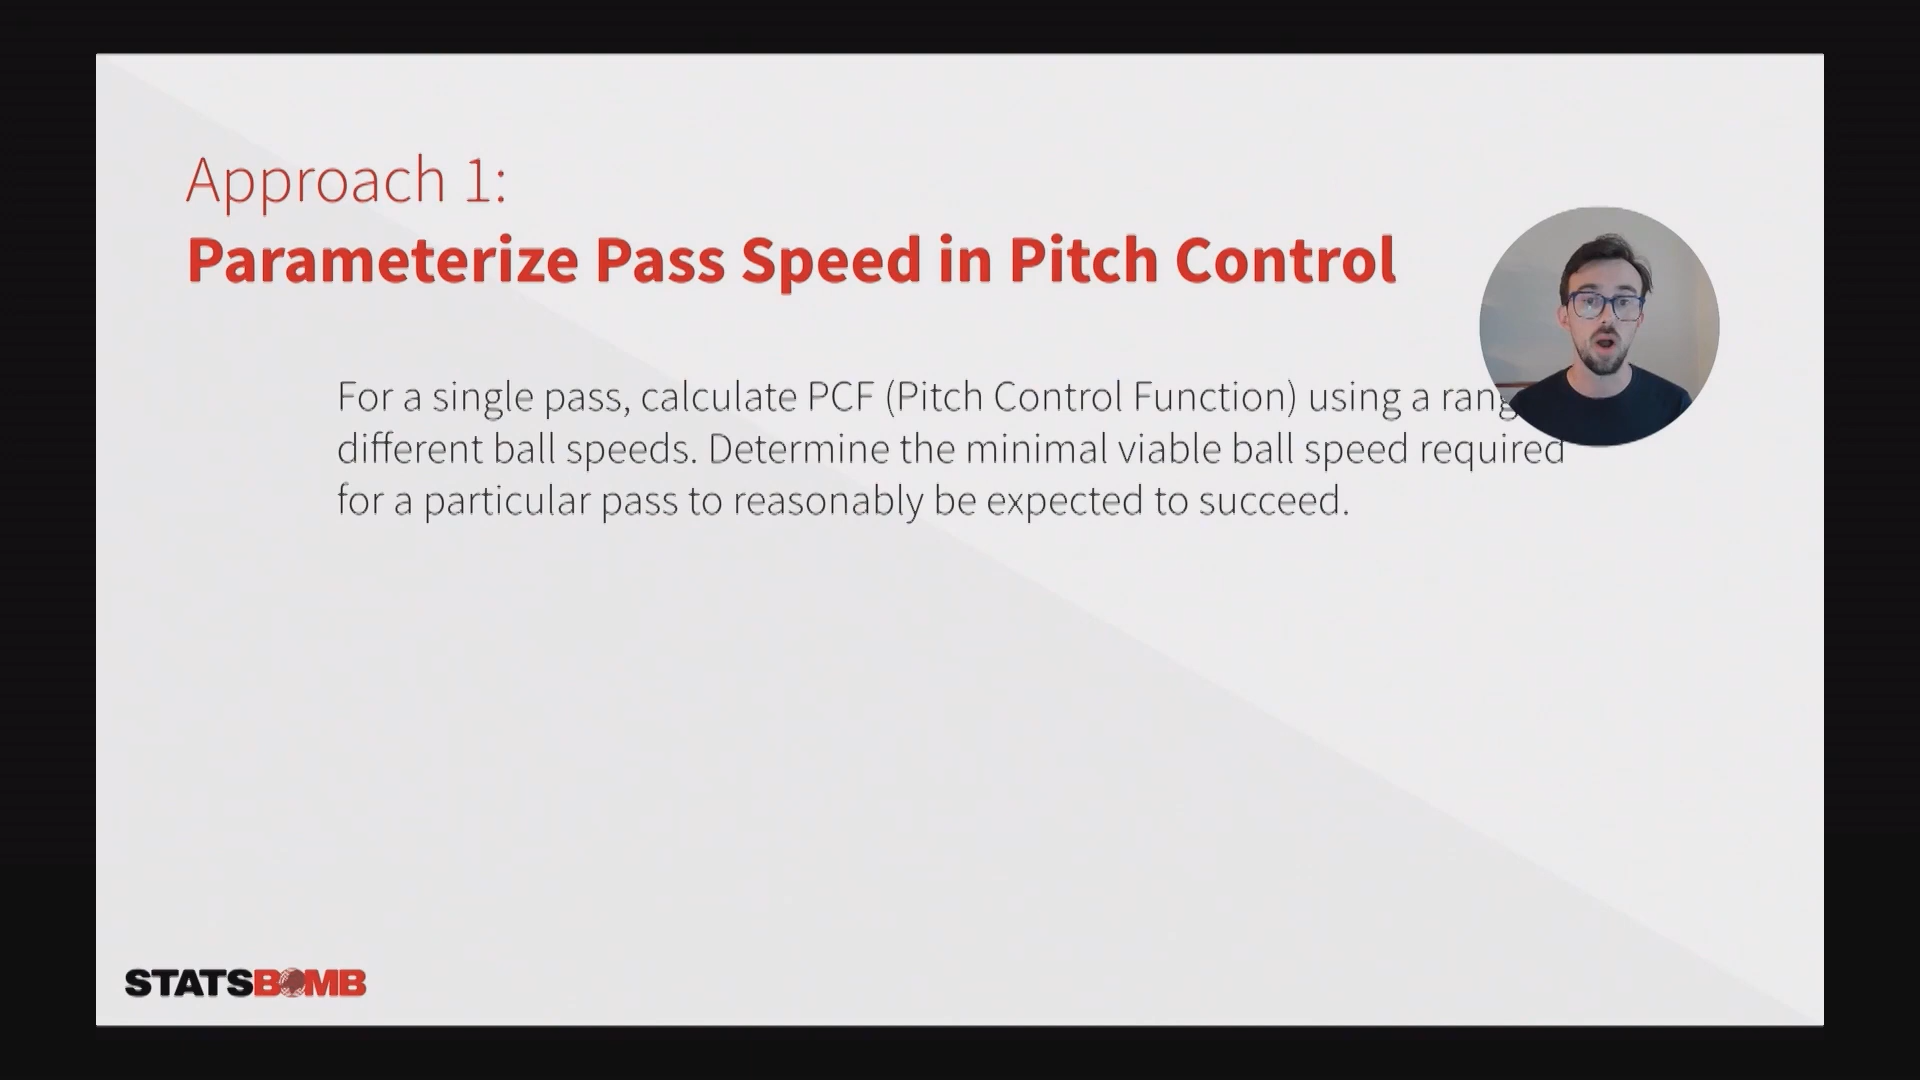 Approach 1:
Parameterize Pass Speed in Pitch Control
For a single pass, calculate PCF (Pitch Control Function) using a
different ball speeds. Determine the minimal viable ball speed required
for a particular pass to reasonably be expected to succeed.
STATSBOMB